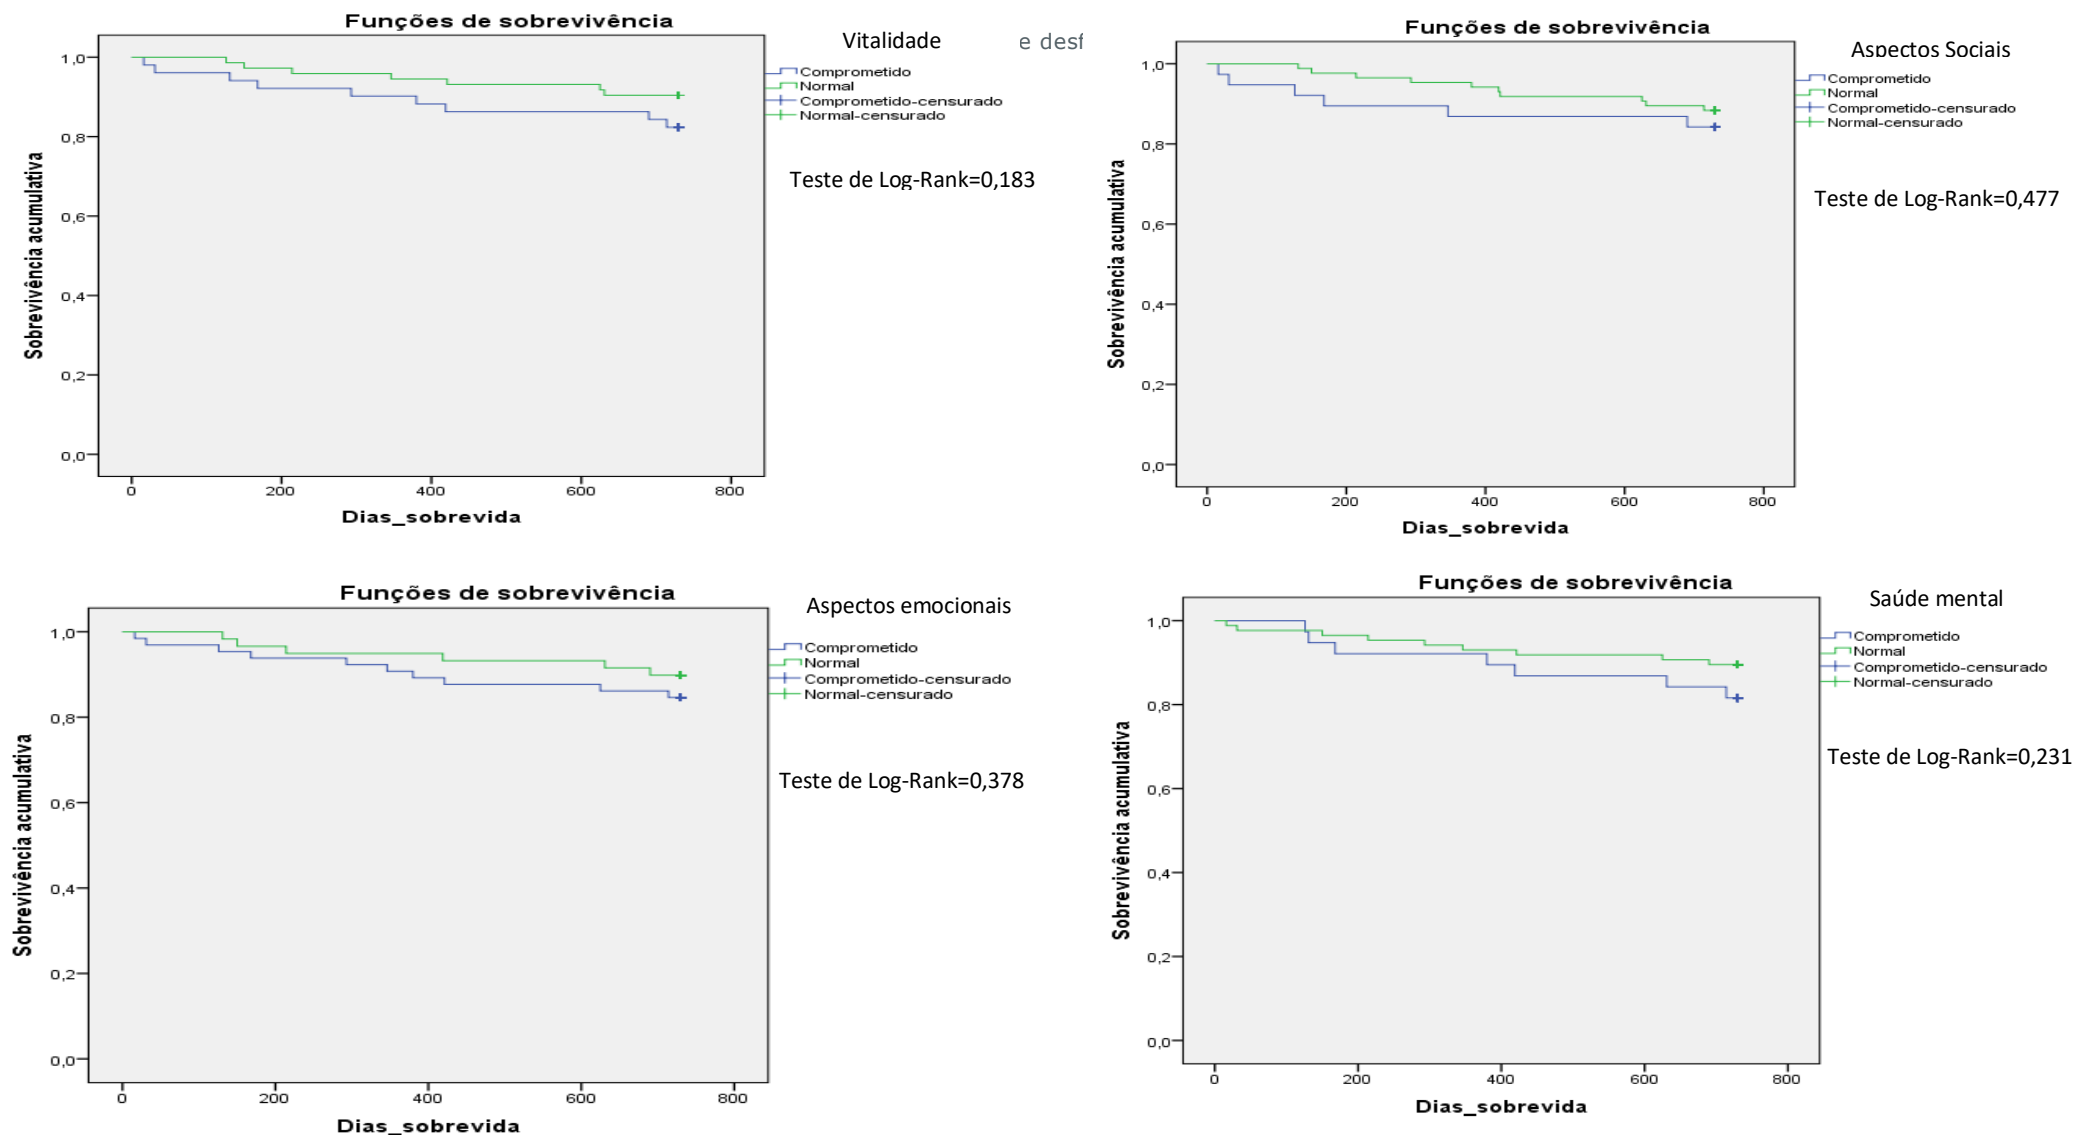 Funções de sobrevivência
Vitalidade
e desf
Comprometido
Normal
Comprometido-censurado
Normal-censurado
Teste de Log-Rank=0,183
Sobrevivência acumulativa
1,0
0,8
0,6
0,4
0,2
0,0
0 200 400 600 800
Dias_sobrevida
Funções de sobrevivência
Aspectos Sociais
Comprometido
Normal
Comprometido-censurado
Normal-censurado
Teste de Log-Rank=0,477
Sobrevivência acumulativa
1,0
0,8
0,6
0,4
0,2
0,0
0 200 400 600 800
Dias_sobrevida
Funções de sobrevivência
Aspectos emocionais
Comprometido
Normal
Comprometido-censurado
Normal-censurado
Teste de Log-Rank=0,378
Sobrevivência acumulativa
1,0
0,8
0,6
0,4
0,2
0,0
0 200 400 600 800
Dias_sobrevida
Funções de sobrevivência
Saúde mental
Comprometido
Normal
Comprometido-censurado
Normal-censurado
Teste de Log-Rank=0,231
Sobrevivência acumulativa
1,0
0,8
0,6
0,4
0,2
0,0
0 200 400 600 800
Dias_sobrevida